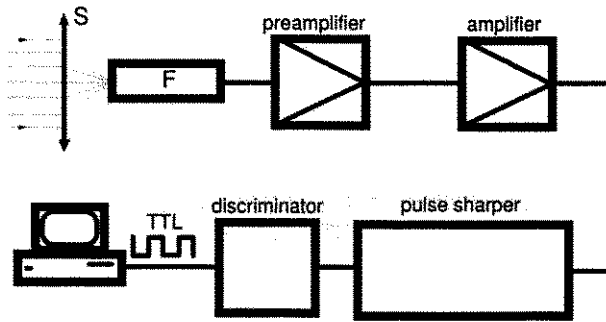 S
F
preamplifier
amplifier
TTL
discriminator
pulse sharper